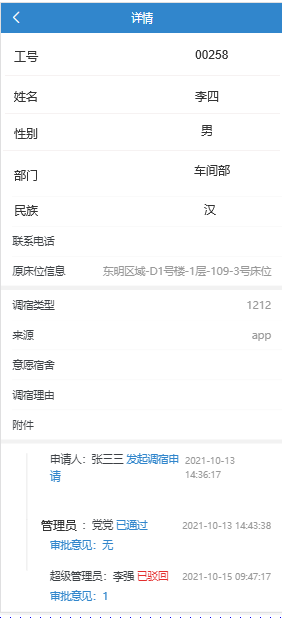 详情
工号 00258
姓名 李四
性别 男
部门 车间部
民族 汉
联系电话
原床位信息 东明区域-D1号楼-1层-109-3号床位
调宿类型 1212
来源 app
意愿宿舍
调宿理由
附件
申请人：张三三 发起调宿申 2021-10-13
请 14:36:17
管理员 ：党党 已通过 2021-10-13 14:43:38
审批意见：无
超级管理员：李强 已驳回 2021-10-15 09:47:17
审批意见：1